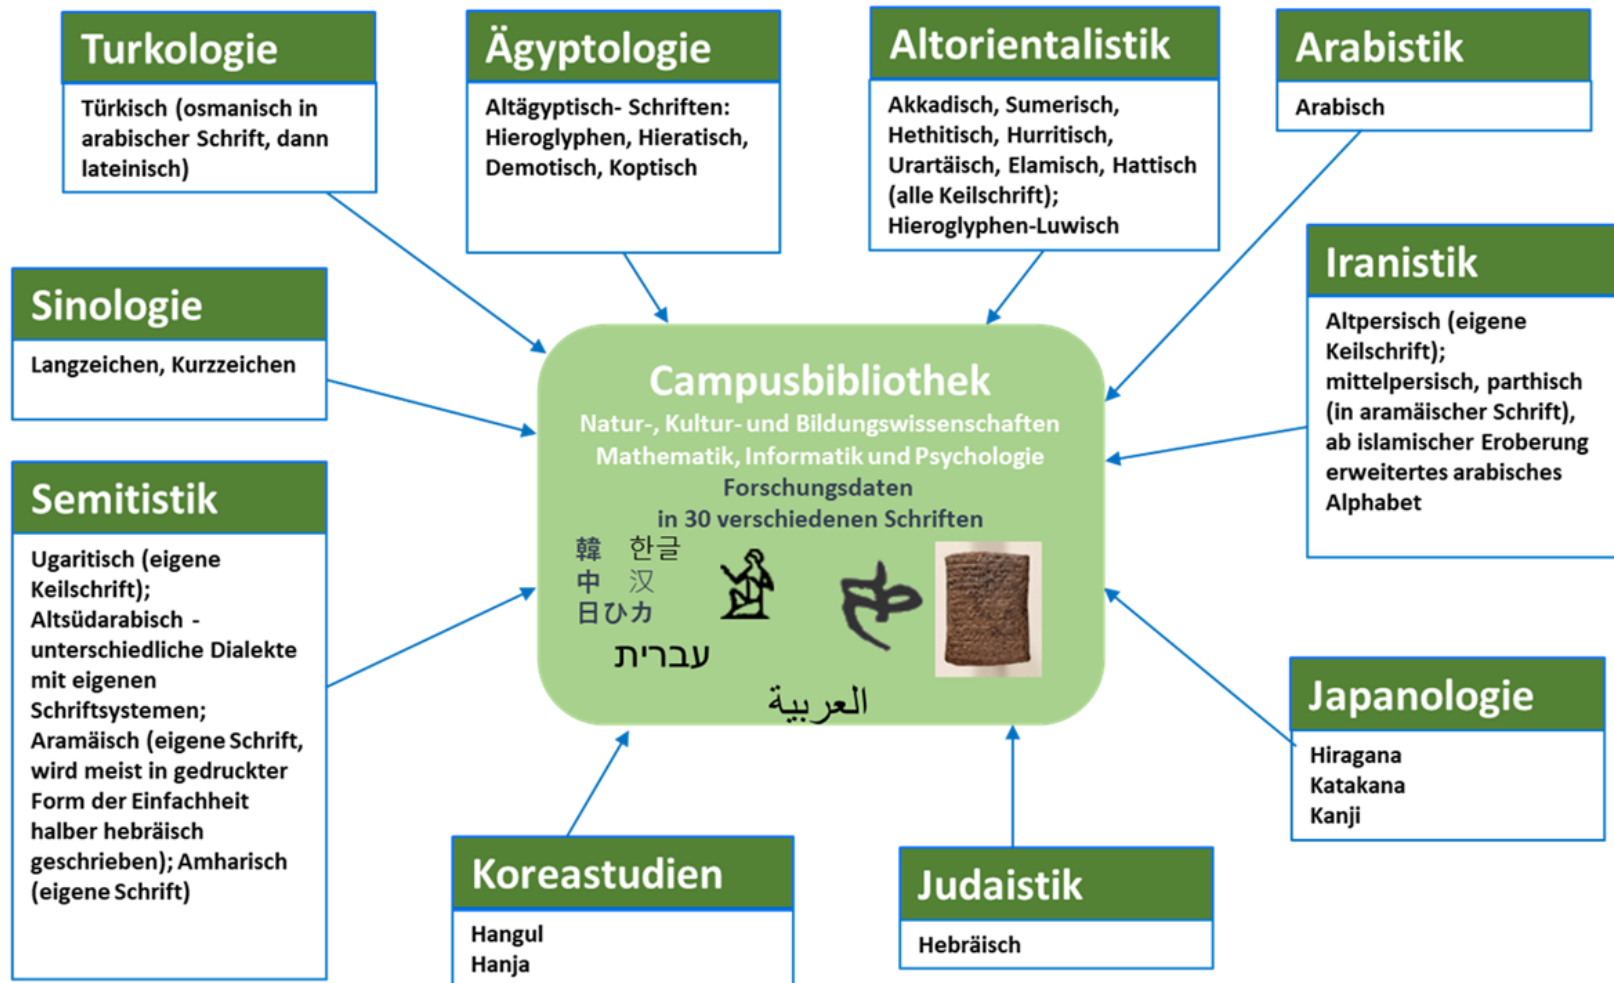 Turkologie
Türkisch (osmanisch in
arabischer Schrift, dann
lateinisch)
Ägyptologie
Altägyptisch- Schriften:
Hieroglyphen, Hieratisch,
Demotisch, Koptisch
Altorientalistik
Akkadisch, Sumerisch,
Hethitisch, Hurritisch,
Urartäisch, Elamisch, Hattisch
(alle Keilschrift);
Hieroglyphen-Luwisch
Arabistik
Arabisch
Sinologie
Langzeichen, Kurzzeichen
Iranistik
Altpersisch (eigene
Keilschrift);
mittelpersisch, parthisch
(in aramäischer Schrift),
ab islamischer Eroberung
erweitertes arabisches
Alphabet
Campusbibliothek
Natur-, Kultur- und Bildungswissenschaften
Mathematik, Informatik und Psychologie
Forschungsdaten
in 30 verschiedenen Schriften
韓 한글
中 汉
日ひカ
עברית
العربية
Semitistik
Ugaritisch (eigene
Keilschrift);
Altsüdarabisch -
unterschiedliche Dialekte
mit eigenen
Schriftsystemen;
Aramäisch (eigene Schrift,
wird meist in gedruckter
Form der Einfachheit
halber hebräisch
geschrieben); Amharisch
(eigene Schrift)
Japanologie
Hiragana
Katakana
Kanji
Koreastudien
Hangul
Hanja
Judaistik
Hebräisch